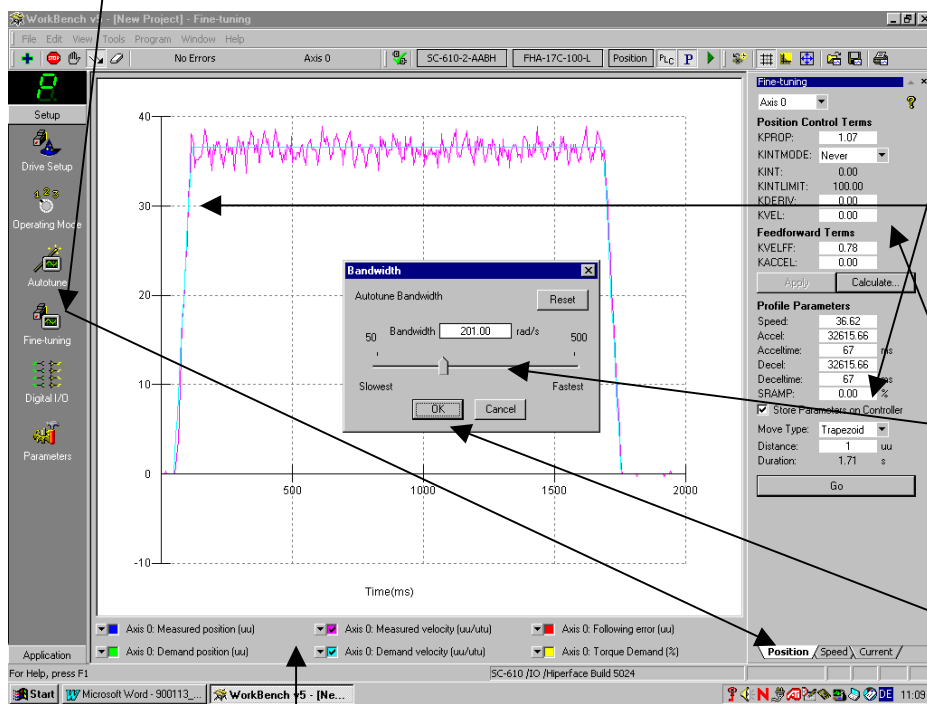 WorkBench v5 - [New Project] - Fine-tuning
File Edit View Tools Program Window Help
No Errors
Axis 0
SC-610-2-AABH
FHA-17C-100-L
Position
PLC
P
Setup
Drive Setup
Operating Mode
Autotune
Fine-tuning
Digital I/O
Parameters
Application
40
30
20
10
0
-10
500
1000
1500
2000
Time(ms)
Bandwidth
Autotune Bandwidth
Reset
Bandwidth 201.00 rad/s
50
500
Slowest
Fastest
OK
Cancel
Axis 0: Measured position (uu)
Axis 0: Measured velocity (uu/utu)
Axis 0: Following error (uu)
Axis 0: Demand position (uu)
Axis 0: Demand velocity (uu/utu)
Axis 0: Torque Demand (%)
Fine-tuning
Axis 0
Position Control Terms
KPROP: 1.07
KINTMODE: Never
KINT: 0.00
KINTLIMIT: 100.00
KDERIV: 0.00
KVEL: 0.00
Feedforward Terms
KVELFF: 0.78
KACCEL: 0.00
Apply
Calculate...
Profile Parameters
Speed: 36.62
Accel: 32615.66
Acceltime: 67 ms
Decel: 32615.66
Deceltime: 67 ms
SRAMP: 0.00 %
Store Parameters on Controller
Move Type: Trapezoid
Distance: 1 uu
Duration: 1.71 s
Go
Position
Speed
Current
For Help, press F1
SC-610 /IO /Hiperface Build 5024
Start
Microsoft Word - 900113_...
WorkBench v5 - [Ne...
DE
11:09